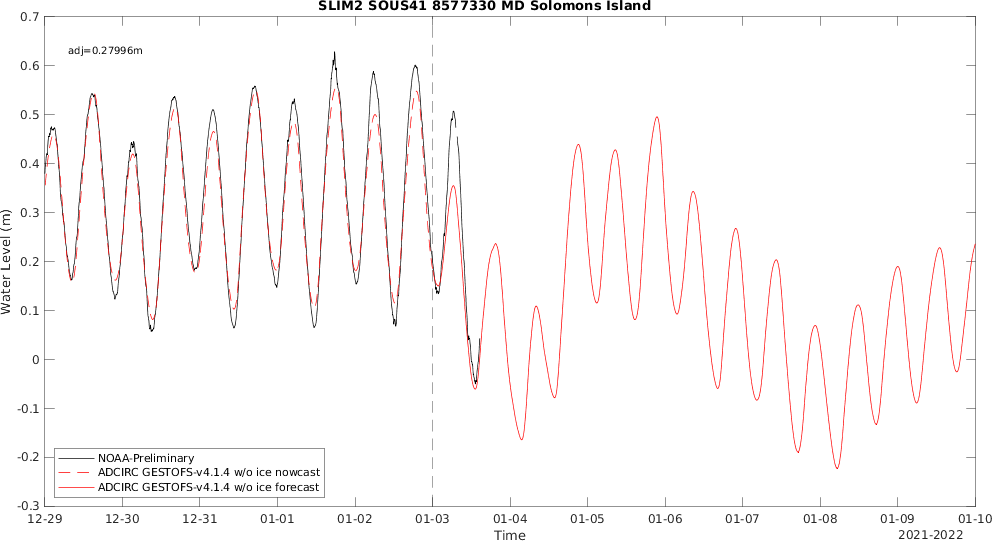 SLIM2 SOUS41 8577330 MD Solomons Island
adj=0.27996m
Water Level (m)
0.7
0.6
0.5
0.4
0.3
0.2
0.1
0
-0.1
-0.2
-0.3
NOAA-Preliminary
ADCIRC GESTOFS-v4.1.4 w/o ice nowcast
ADCIRC GESTOFS-v4.1.4 w/o ice forecast
12-29 12-30 12-31 01-01 01-02 01-03 01-04 01-05 01-06 01-07 01-08 01-09 01-10
Time
2021-2022